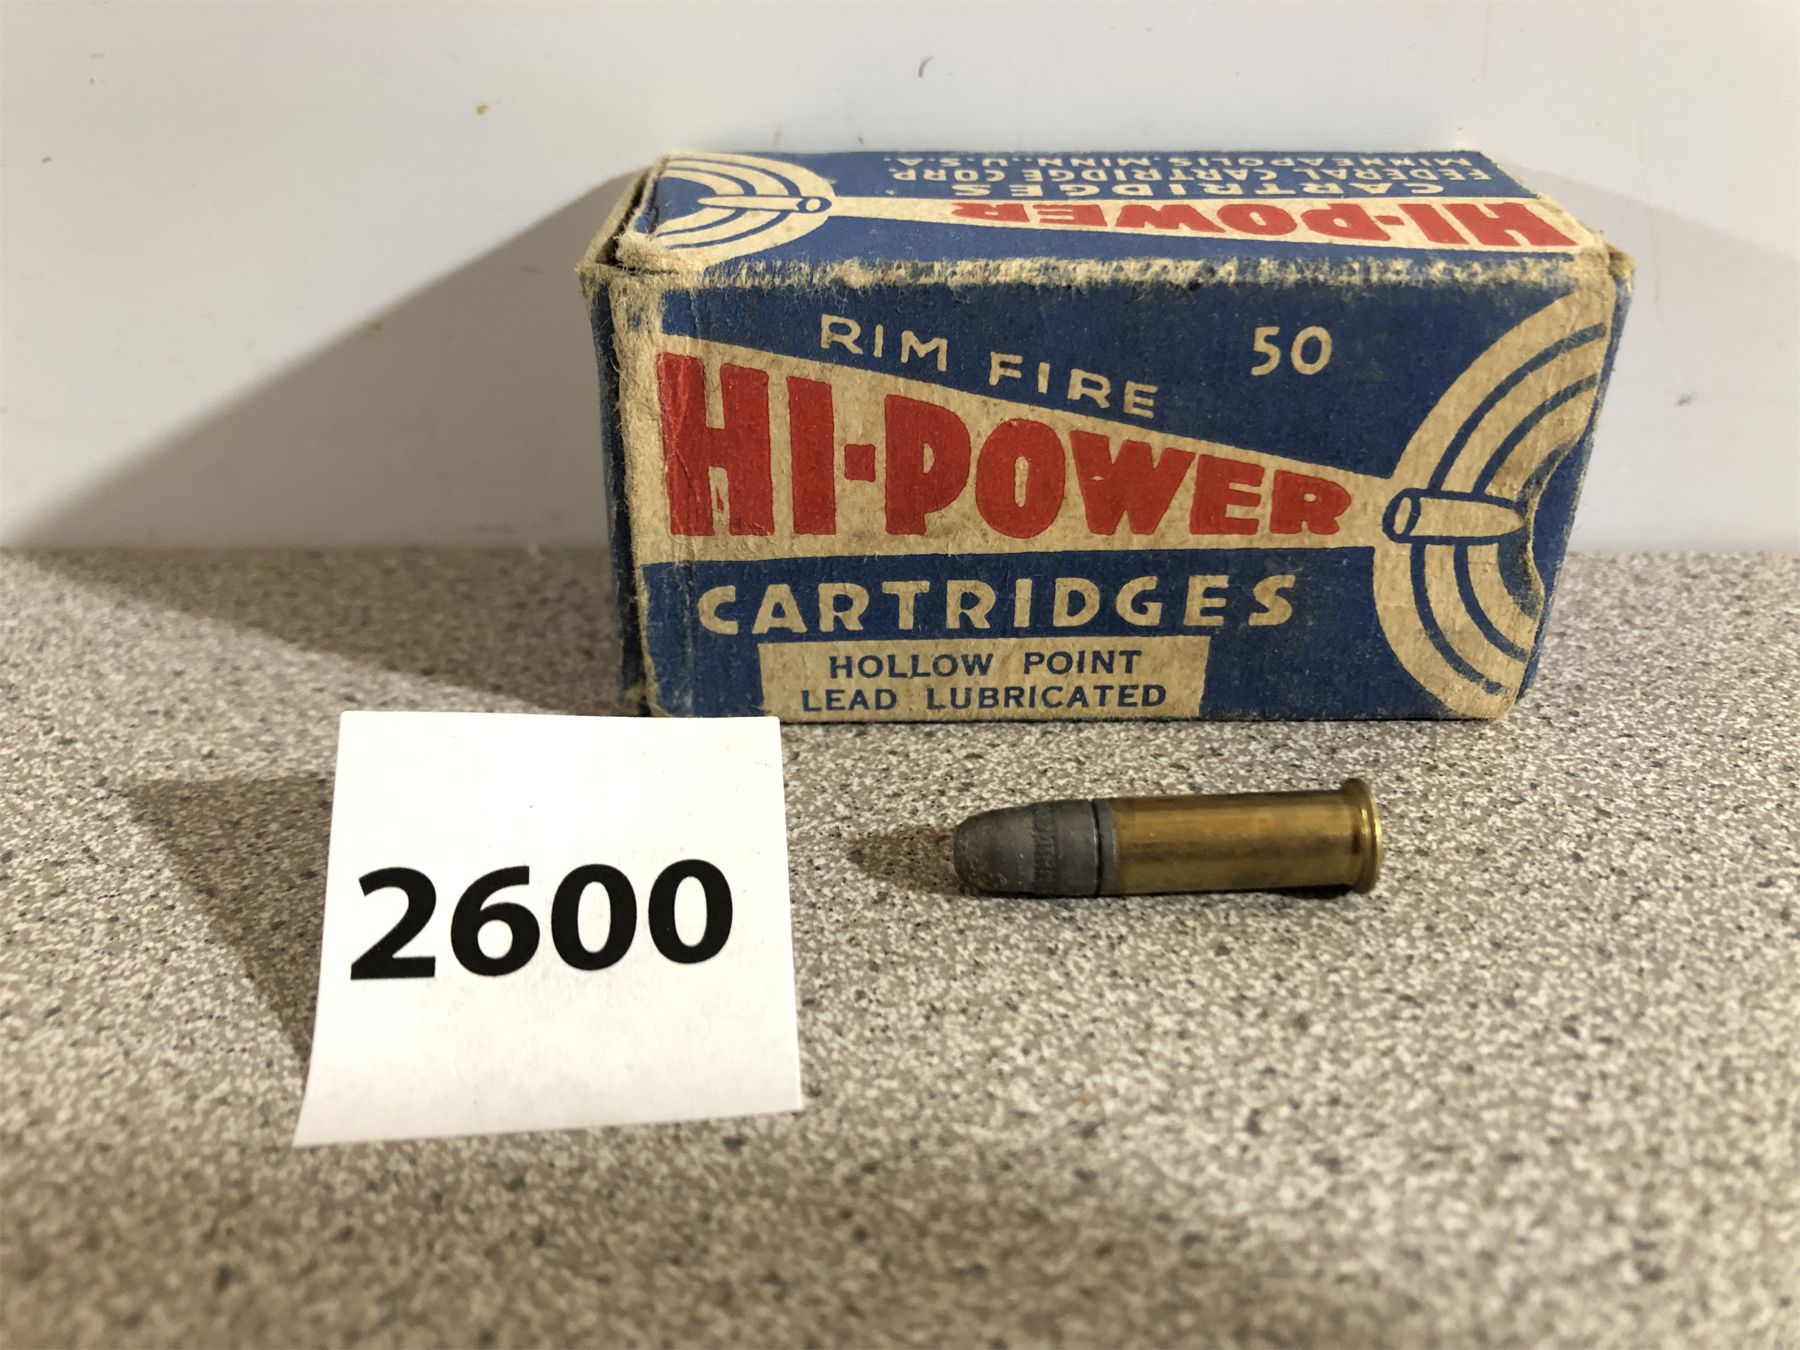 MINNEAPOLIS, MINN., U.S.A.
FEDERAL CARTRIDGE CORP.
CARTRIDGES
HI-POWER
RIM FIRE
50
HI-POWER
CARTRIDGES
HOLLOW POINT
LEAD LUBRICATED
2600